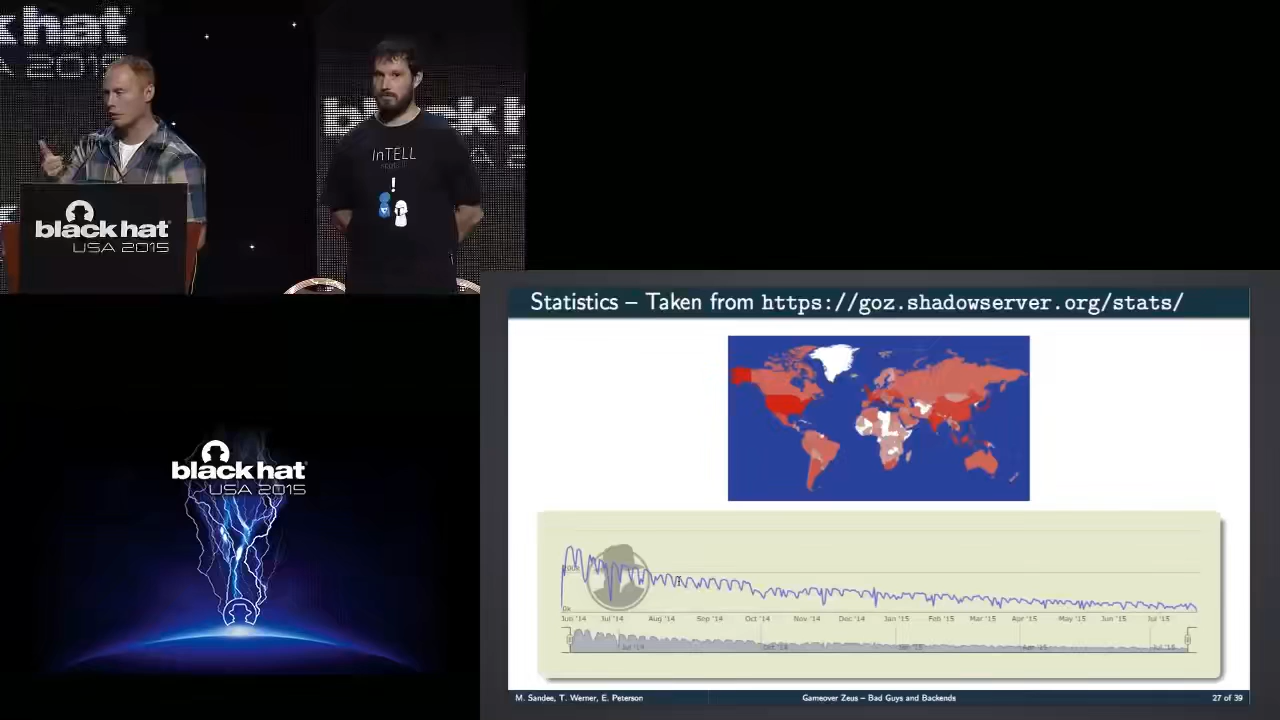 black hat
2015
black hat
InTELL
!
black hat
USA 2015
Statistics – Taken from https://goz.shadowserver.org/stats/
0k
Jun '14 Jul '14 Aug '14 Sep '14 Oct '14 Nov '14 Dec '14 Jan '15 Feb '15 Mar '15 Apr '15 May '15 Jun '15 Jul '15
black hat
USA 2015
M. Sandee, T. Werner, E. Peterson Gameover Zeus – Bad Guys and Backends 27 of 39